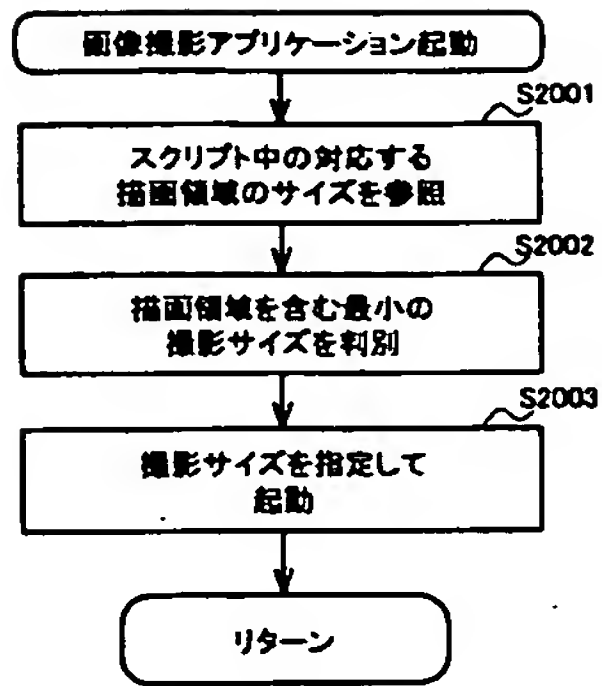 画像撮影アプリケーション起動
S2001
スクリプト中の対応する
描画領域のサイズを参照
S2002
描画領域を含む最小の
撮影サイズを判別
S2003
撮影サイズを指定して
起動
リターン